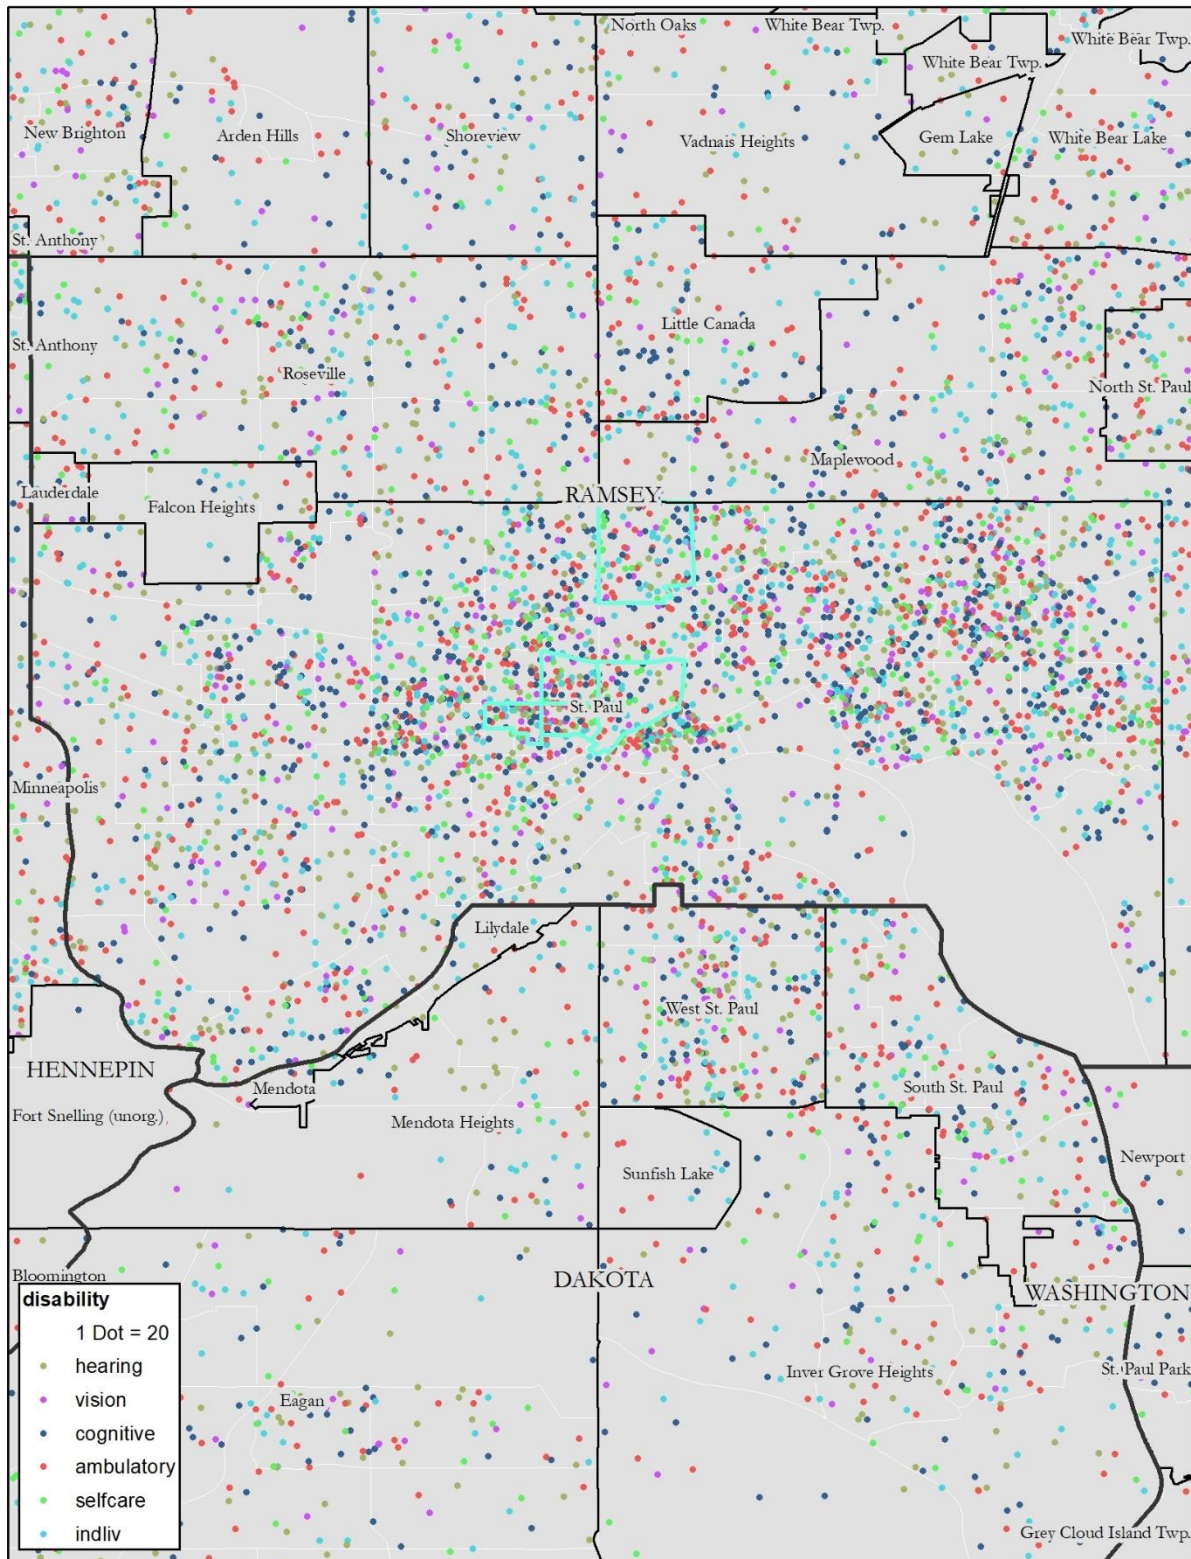 North Oaks
White Bear Twp.
White Bear Twp.
White Bear Twp.
New Brighton
Arden Hills
Shoreview
Vadnais Heights
Gem Lake
White Bear Lake
St. Anthony
St. Anthony
Roseville
Little Canada
North St. Paul
Maplewood
Lauderdale
Falcon Heights
RAMSEY
St. Paul
Minneapolis
Lilydale
West St. Paul
HENNEPIN
Mendota
South St. Paul
Fort Snelling (unorg.)
Mendota Heights
Newport
Sunfish Lake
Bloomington
DAKOTA
WASHINGTON
disability
1 Dot = 20
hearing
vision
cognitive
ambulatory
selfcare
indliv
Eagan
Inver Grove Heights
St. Paul Park
Grey Cloud Island Twp.